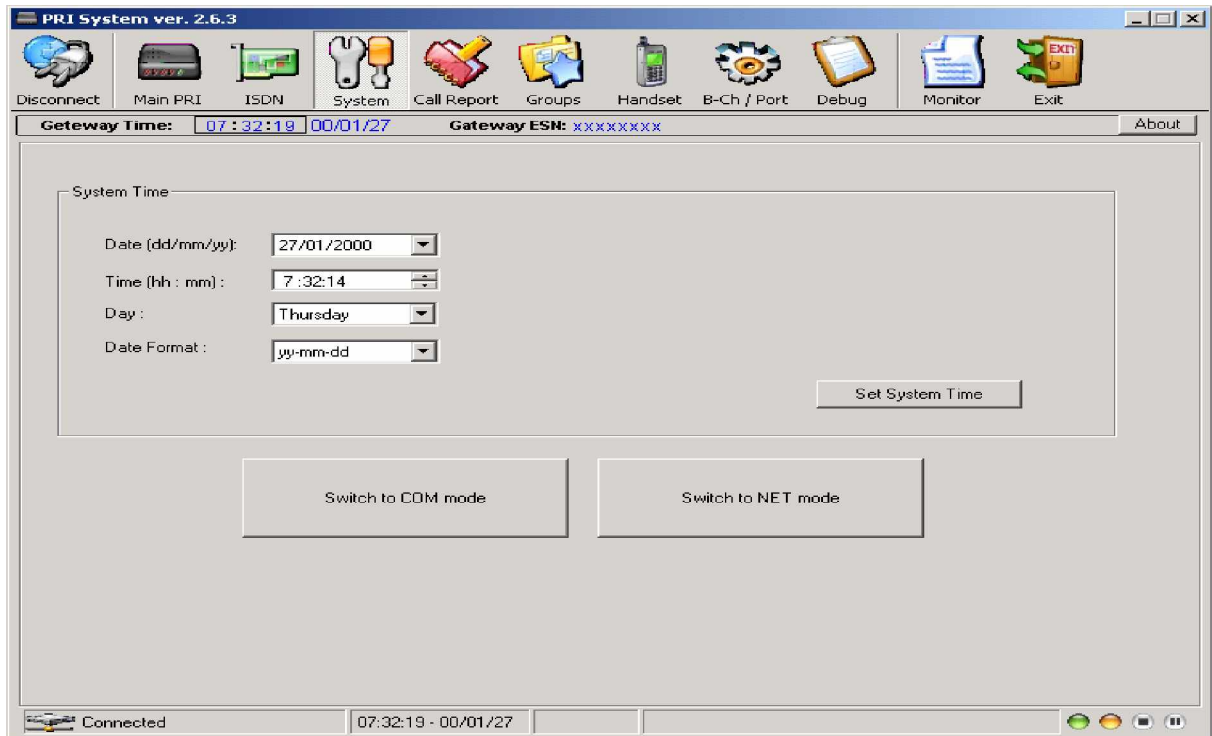 PRI System ver. 2.6.3
EXIT
Disconnect Main PRI ISDN System Call Report Groups Handset B-Ch / Port Debug Monitor Exit
Geteway Time: 07:32:19 00/01/27 Gateway ESN: xxxxxxxx About
System Time
Date (dd/mm/yy): 27/01/2000
Time (hh : mm) : 7:32:14
Day : Thursday
Date Format : yy-mm-dd
Set System Time
Switch to COM mode Switch to NET mode
Connected 07:32:19 - 00/01/27